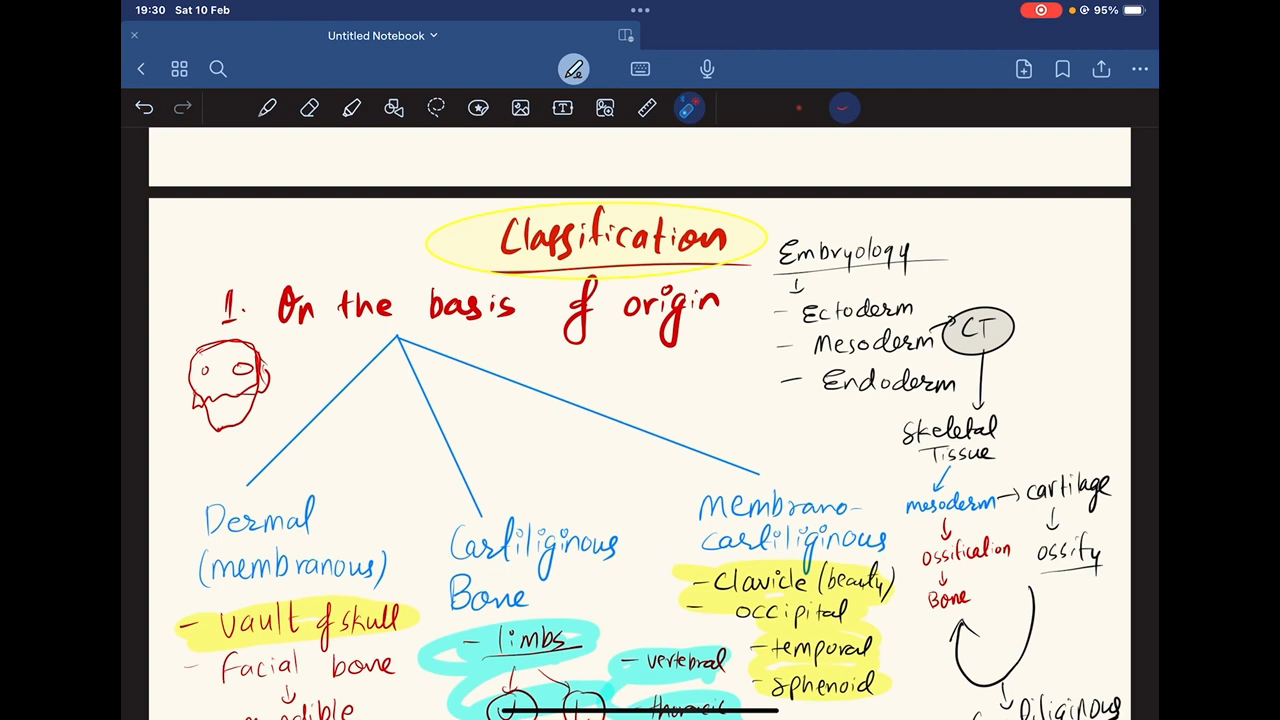 19:30 Sat 10 Feb
95%
Untitled Notebook
Classification
1. On the basis of origin
Embryology
- Ectoderm
- Mesoderm
CT
- Endoderm
Skeletal
Tissue
mesoderm → cartilage
Ossification
ossify
Bone
Dermal
(membranous)
- vault of skull
- facial bone
Cartiliginous
Bone
- limbs
- vertebral
- thoracic
Membrano-
cartiliginous
- Clavicle (beauty)
- occipital
- temporal
- sphenoid